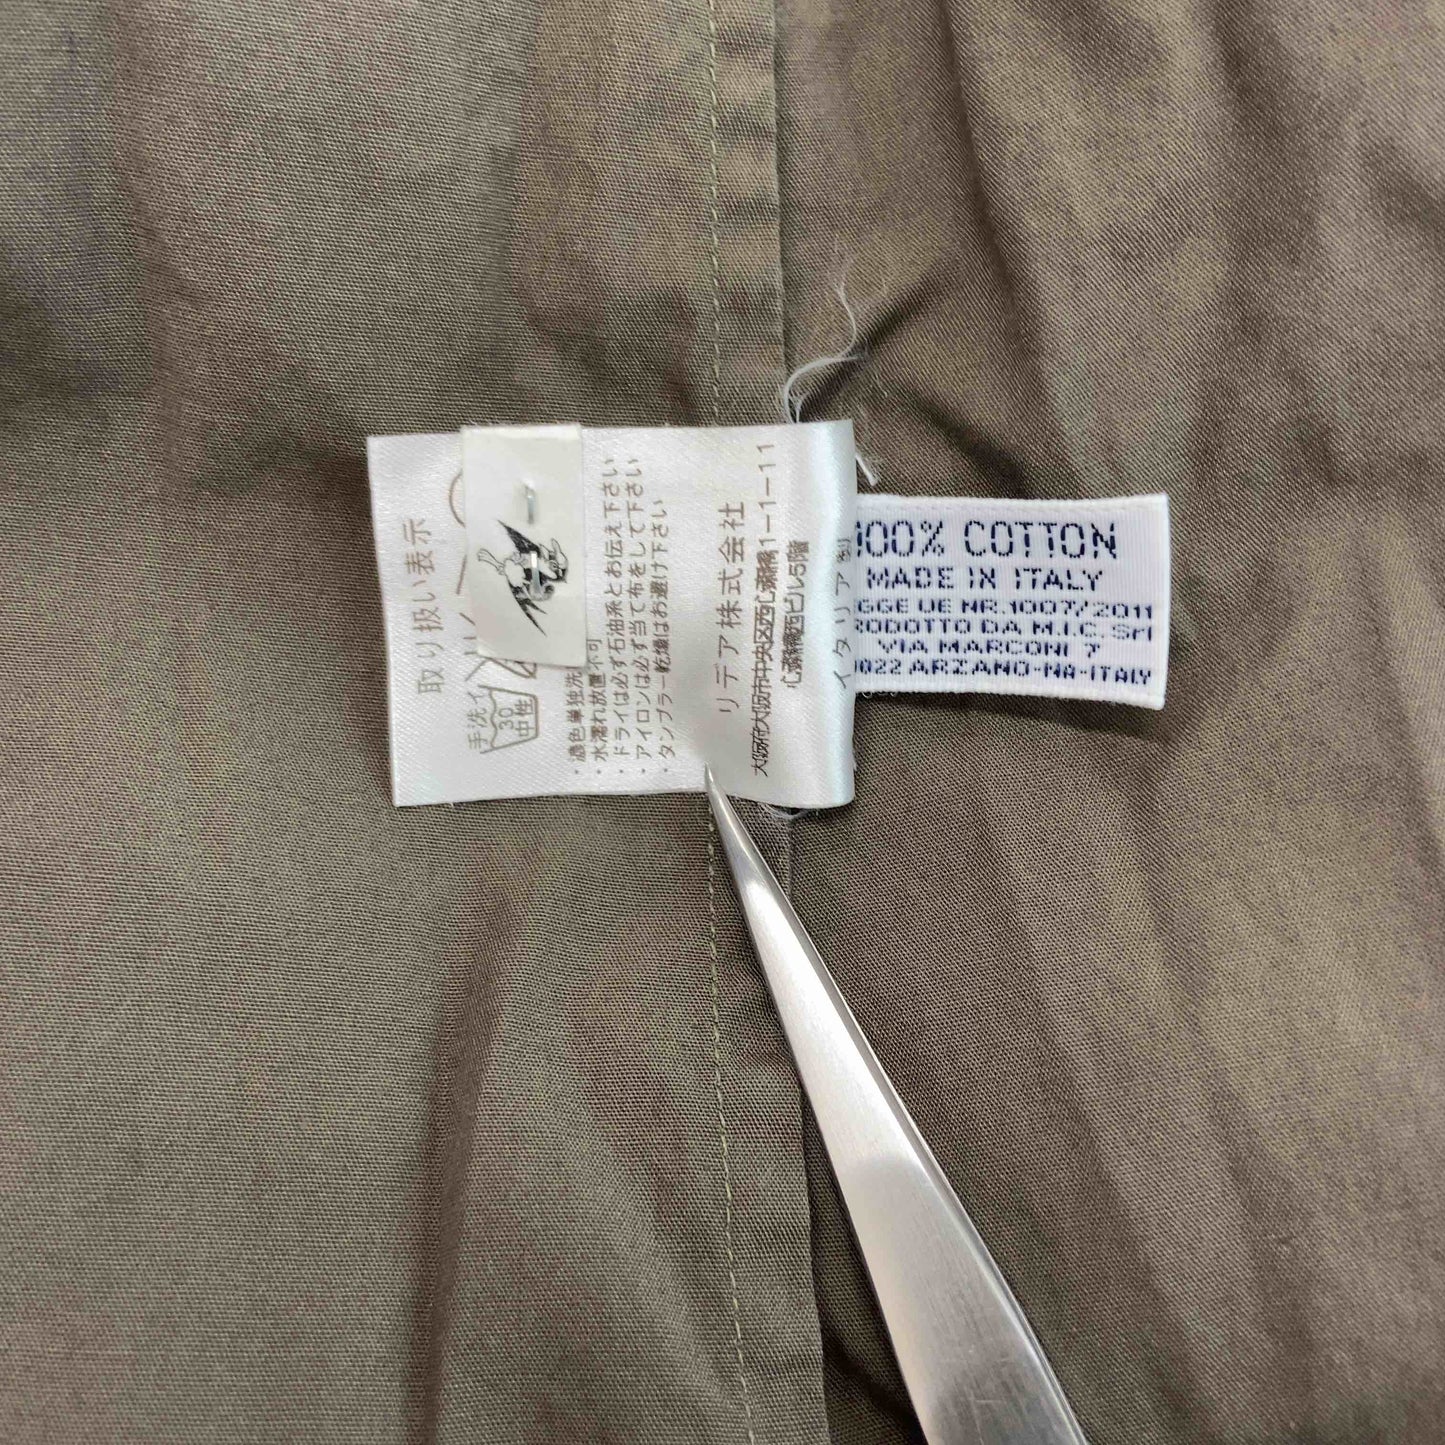 取り扱い表示
手洗イ
30
中性
・濃色単独洗
・水濡れ放置不可
・ドライは必ず石油系とお伝え下さい
・アイロンは必ず当て布をして下さい
・タンブラー乾燥はお避け下さい
リデア株式会社
大阪府大阪市中央区西心斎橋1-1-11
心斎橋西ビル5階
イタリア製
100% COTTON
MADE IN ITALY
GGE UE NR.1007/2011
RODOTTO DA M.I.C. Srl
VIA MARCONI 7
022 ARZANO-NA-ITALY